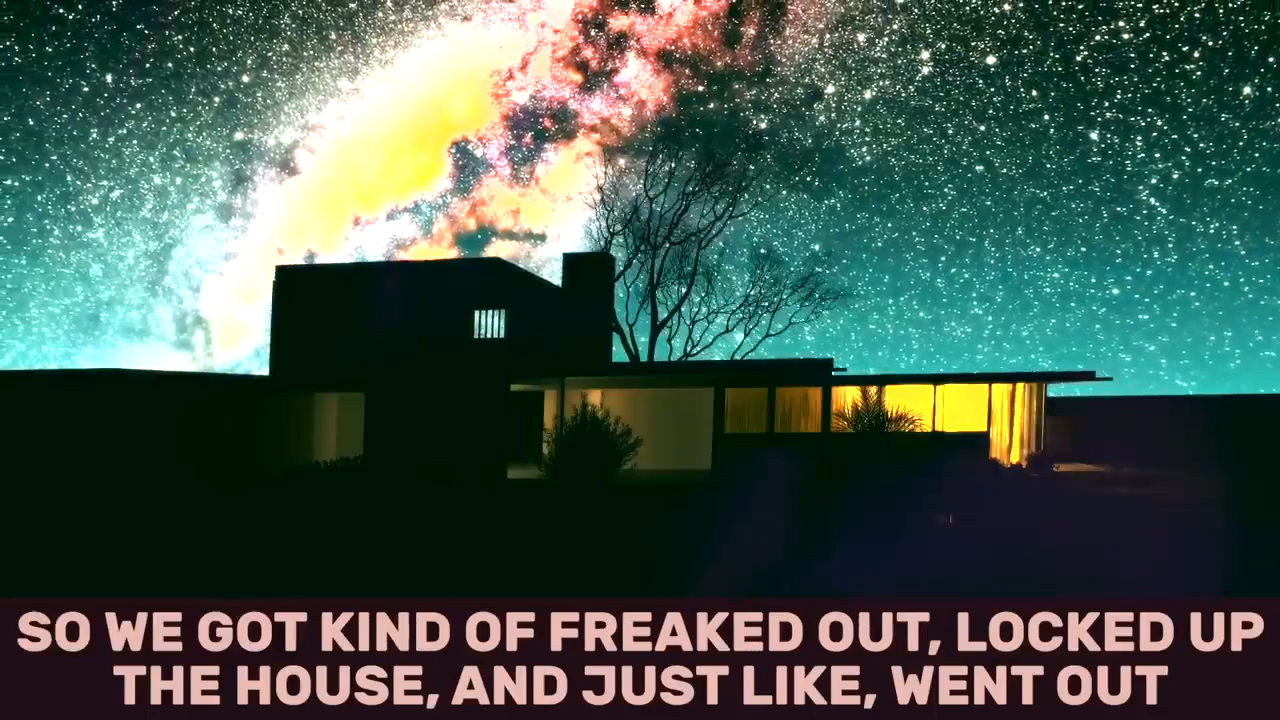 SO WE GOT KIND OF FREAKED OUT, LOCKED UP
THE HOUSE, AND JUST LIKE, WENT OUT